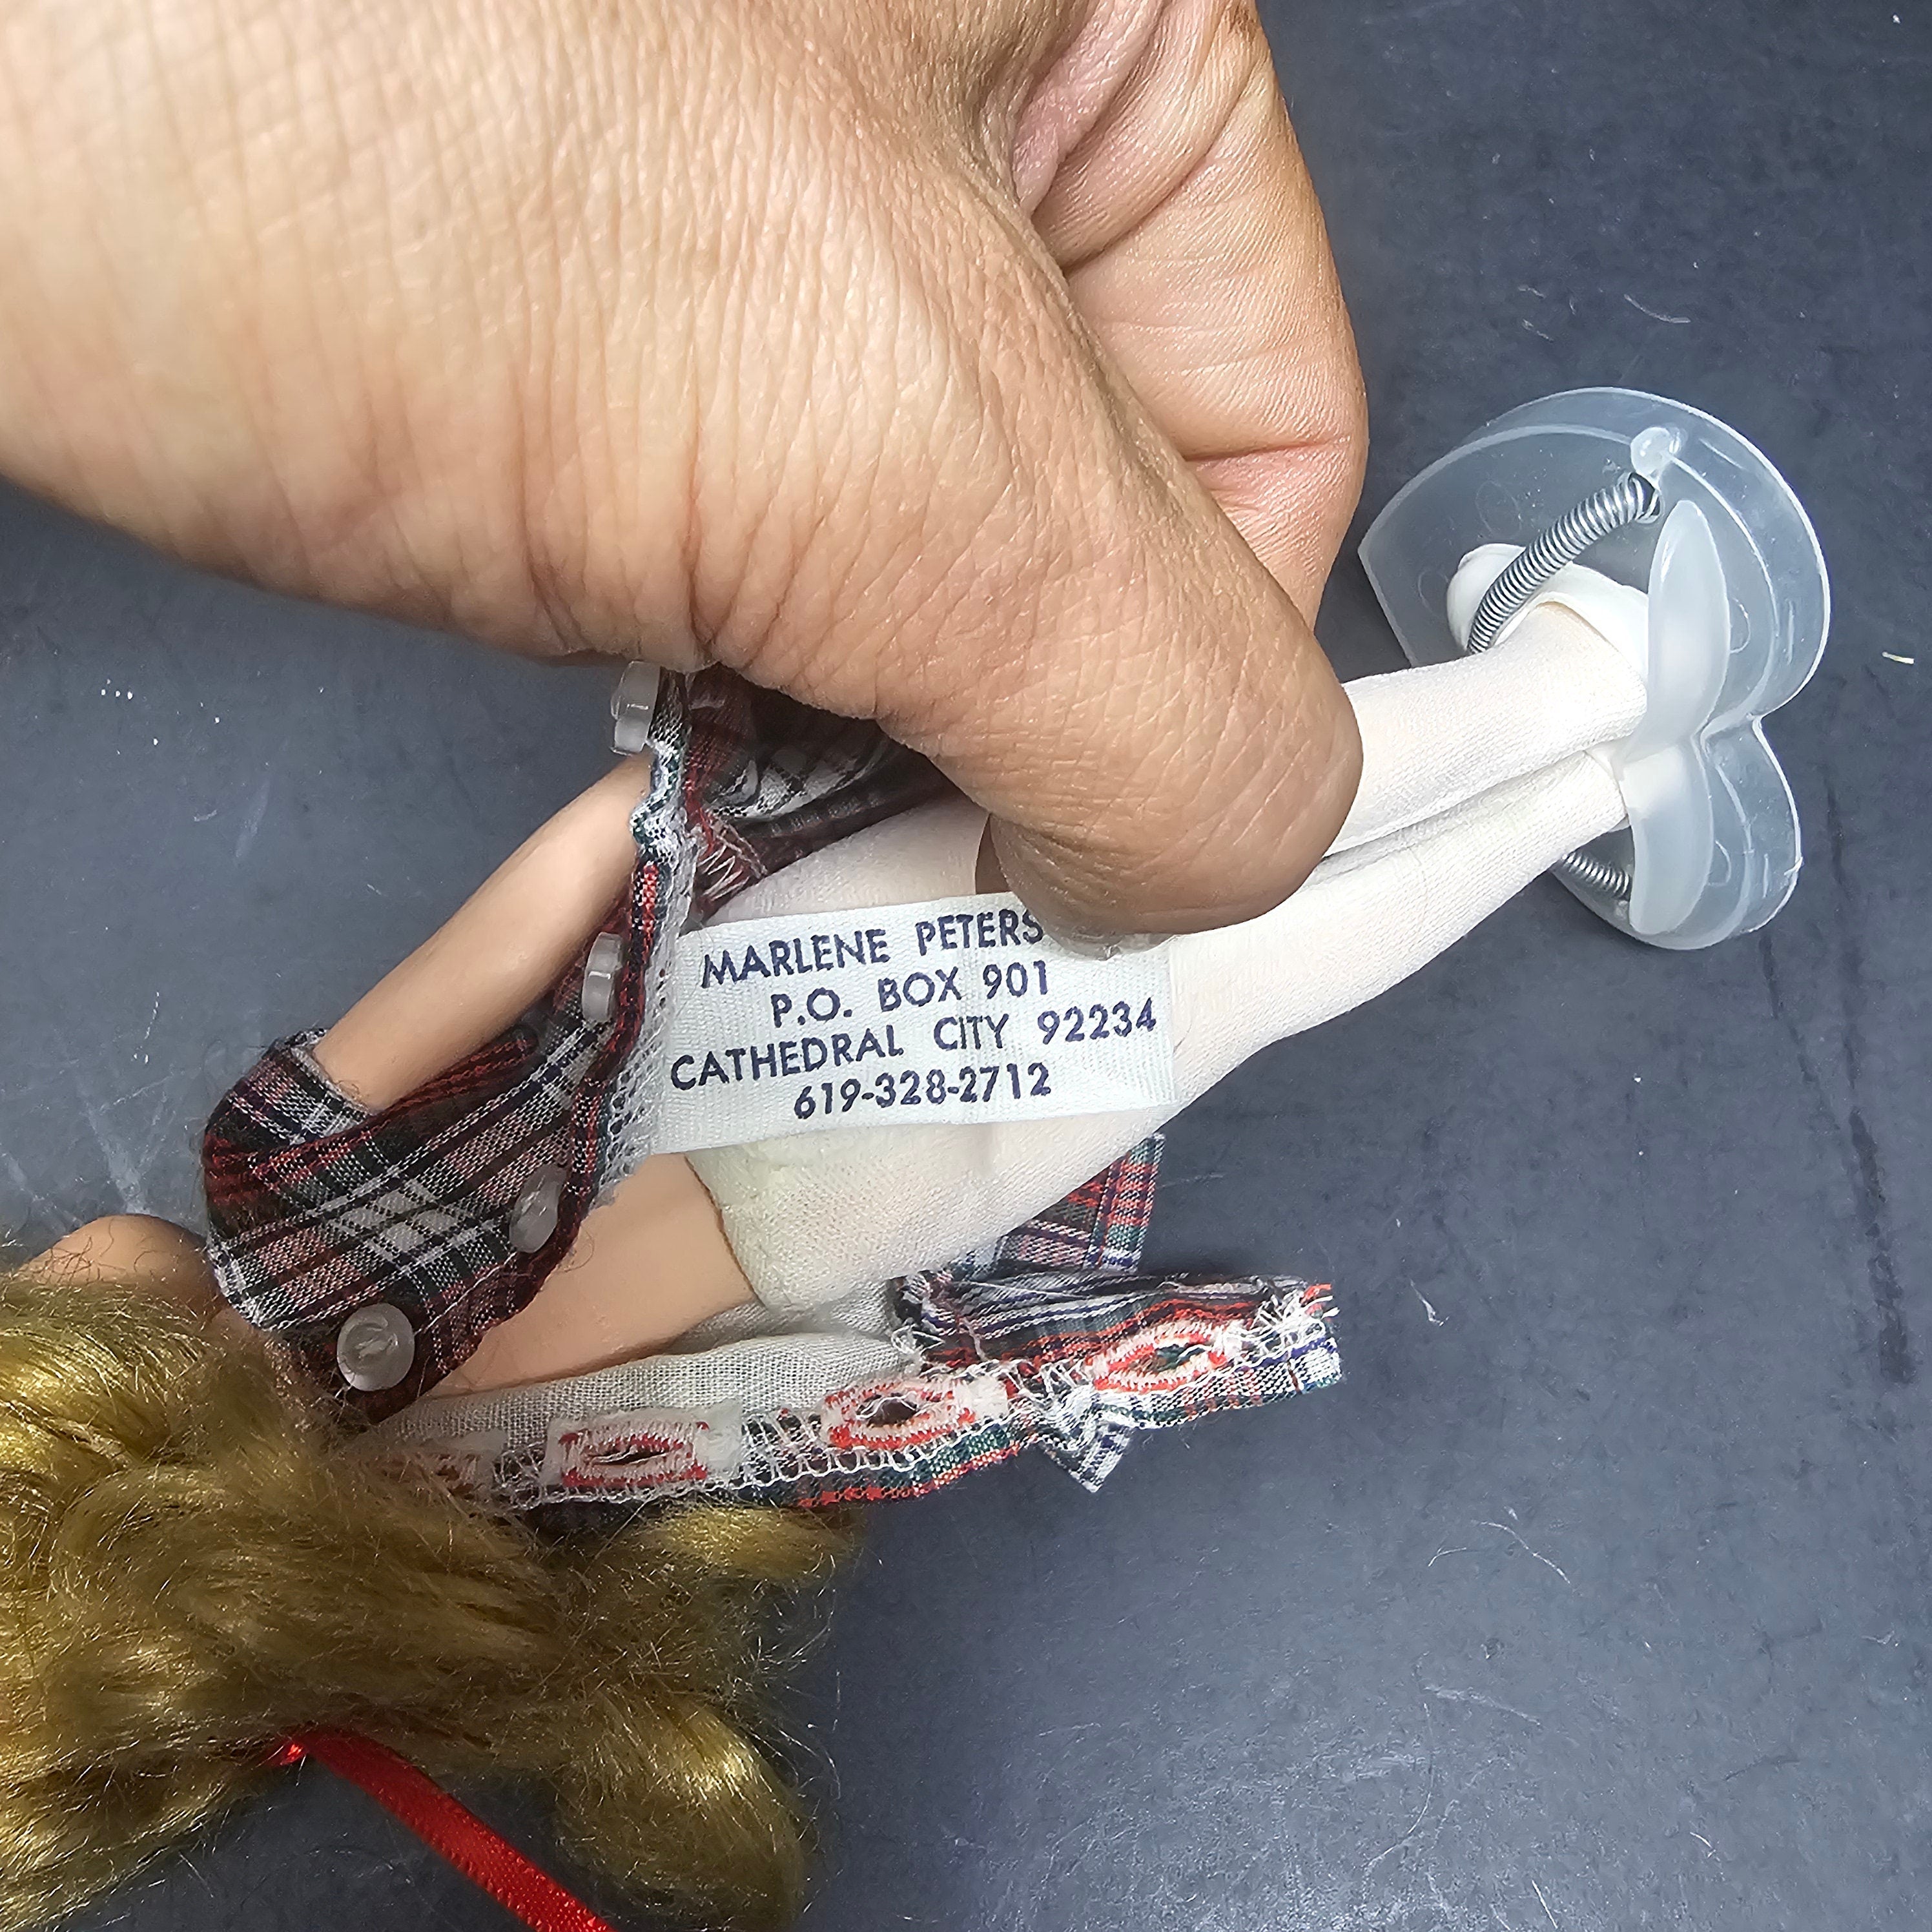 MARLENE PETERS
P.O. BOX 901
CATHEDRAL CITY 92234
619-328-2712